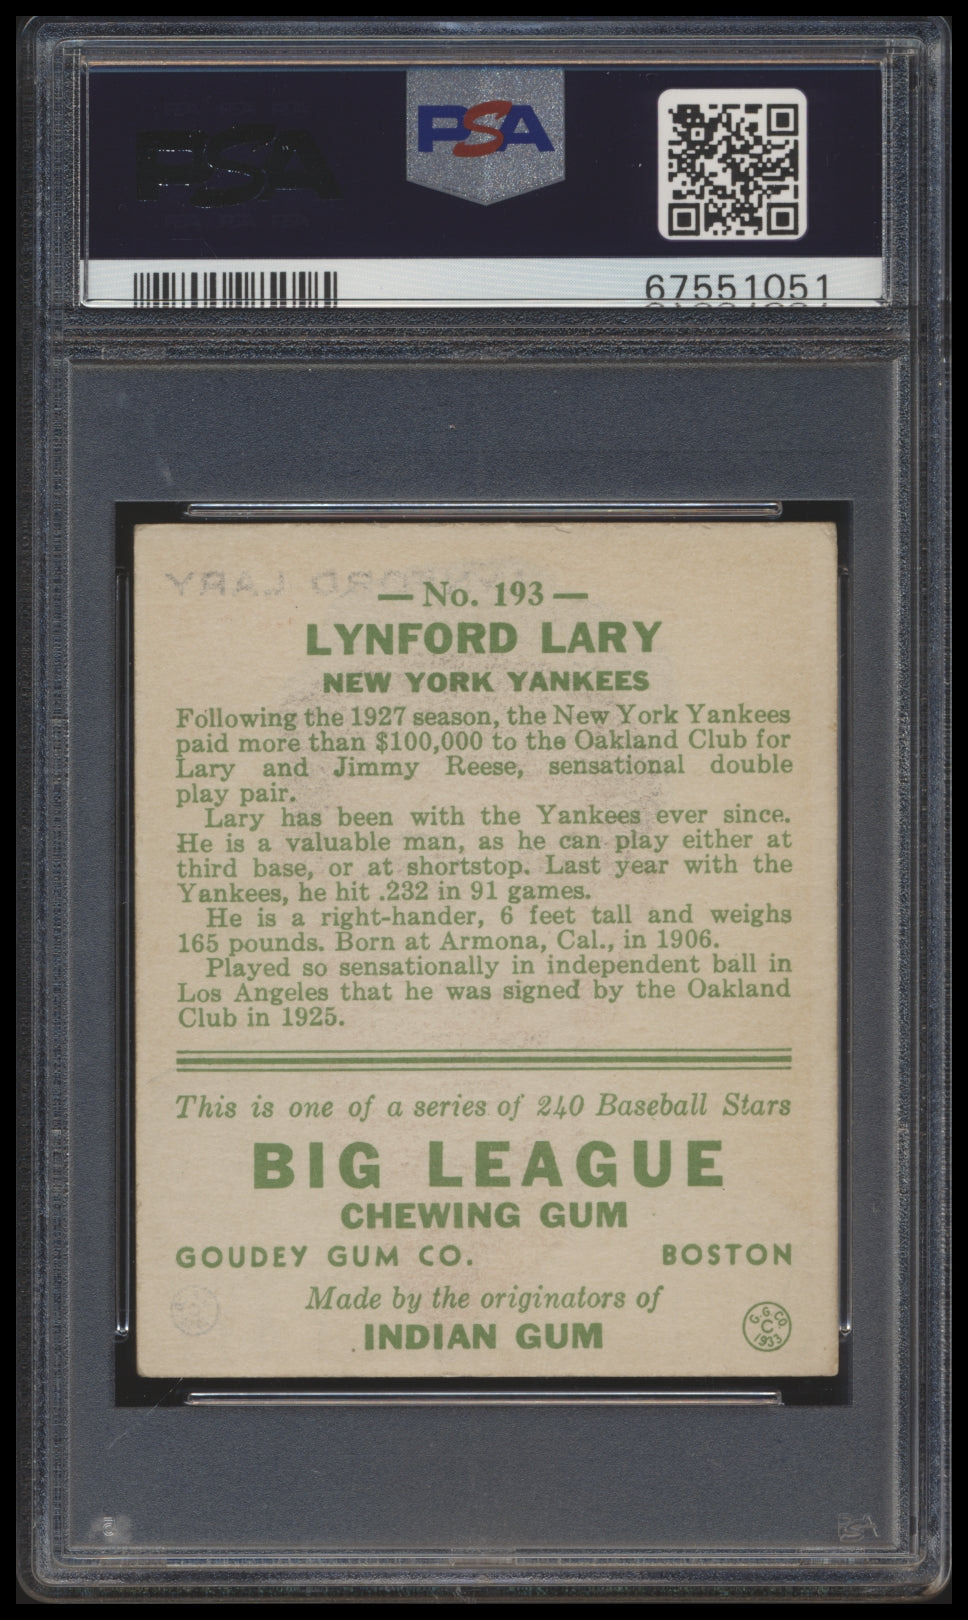 PSA
PSA
67551051
— No. 193 —
LYNFORD LARY
NEW YORK YANKEES
Following the 1927 season, the New York Yankees
paid more than $100,000 to the Oakland Club for
Lary and Jimmy Reese, sensational double
play pair.
Lary has been with the Yankees ever since.
He is a valuable man, as he can play either at
third base, or at shortstop. Last year with the
Yankees, he hit .232 in 91 games.
He is a right-hander, 6 feet tall and weighs
165 pounds. Born at Armona, Cal., in 1906.
Played so sensationally in independent ball in
Los Angeles that he was signed by the Oakland
Club in 1925.
This is one of a series of 240 Baseball Stars
BIG LEAGUE
CHEWING GUM
GOUDEY GUM CO. BOSTON
Made by the originators of
INDIAN GUM
G.G.CO.
C
1933
PSA